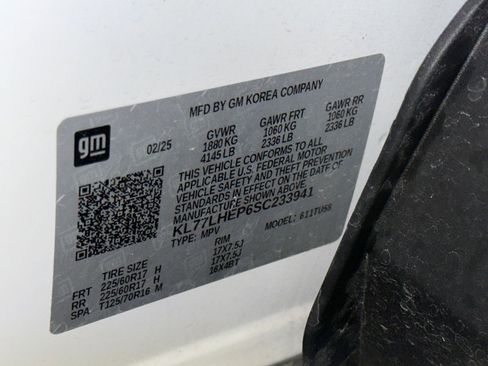 MFD BY GM KOREA COMPANY
gm
02/25 GVWR GAWR FRT GAWR RR
1880 KG 1060 KG 1060 KG
4145 LB 2336 LB 2336 LB
THIS VEHICLE CONFORMS TO ALL
APPLICABLE U.S. FEDERAL MOTOR
VEHICLE SAFETY AND THEFT PREVENTION
STANDARDS IN EFFECT ON THE DATE OF
MANUFACTURE SHOWN ABOVE.
KL77LHEP6SC233941
TYPE: MPV MODEL: 611TU58
TIRE SIZE RIM
FRT 225/60R17 H 17X7.5J
RR 225/60R17 H 17X7.5J
SPA T125/70R16 M 16X4BT